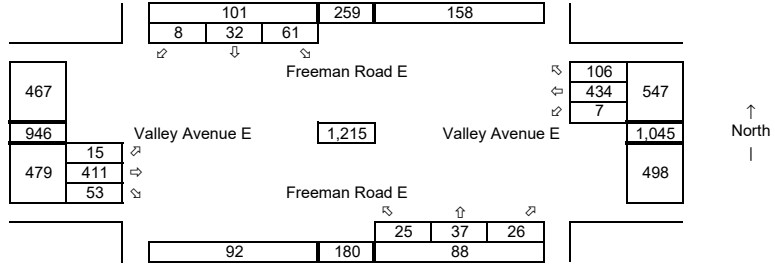 101 259 158
8 32 61
Freeman Road E
106
467 434 547
7
946 Valley Avenue E 1,215 Valley Avenue E 1,045
15
479 411 498
53
Freeman Road E
25 37 26
92 180 88
↑
North
|